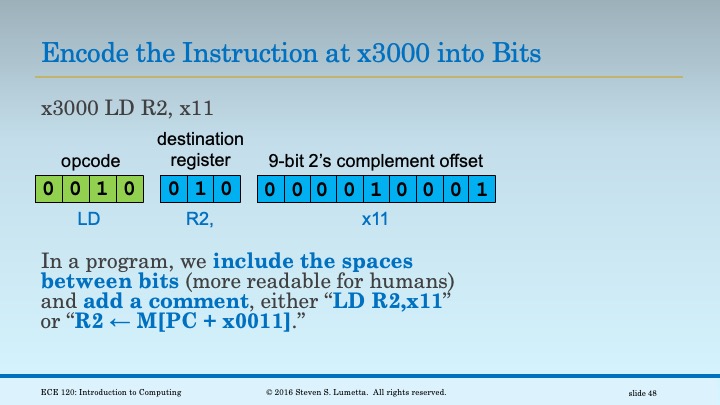 Encode the Instruction at x3000 into Bits
x3000 LD R2, x11
destination
opcode register 9-bit 2’s complement offset
0 0 1 0 0 1 0 0 0 0 0 1 0 0 0 1
LD R2, x11
In a program, we include the spaces
between bits (more readable for humans)
and add a comment, either “LD R2,x11”
or “R2 ← M[PC + x0011].”
ECE 120: Introduction to Computing © 2016 Steven S. Lumetta. All rights reserved. slide 48